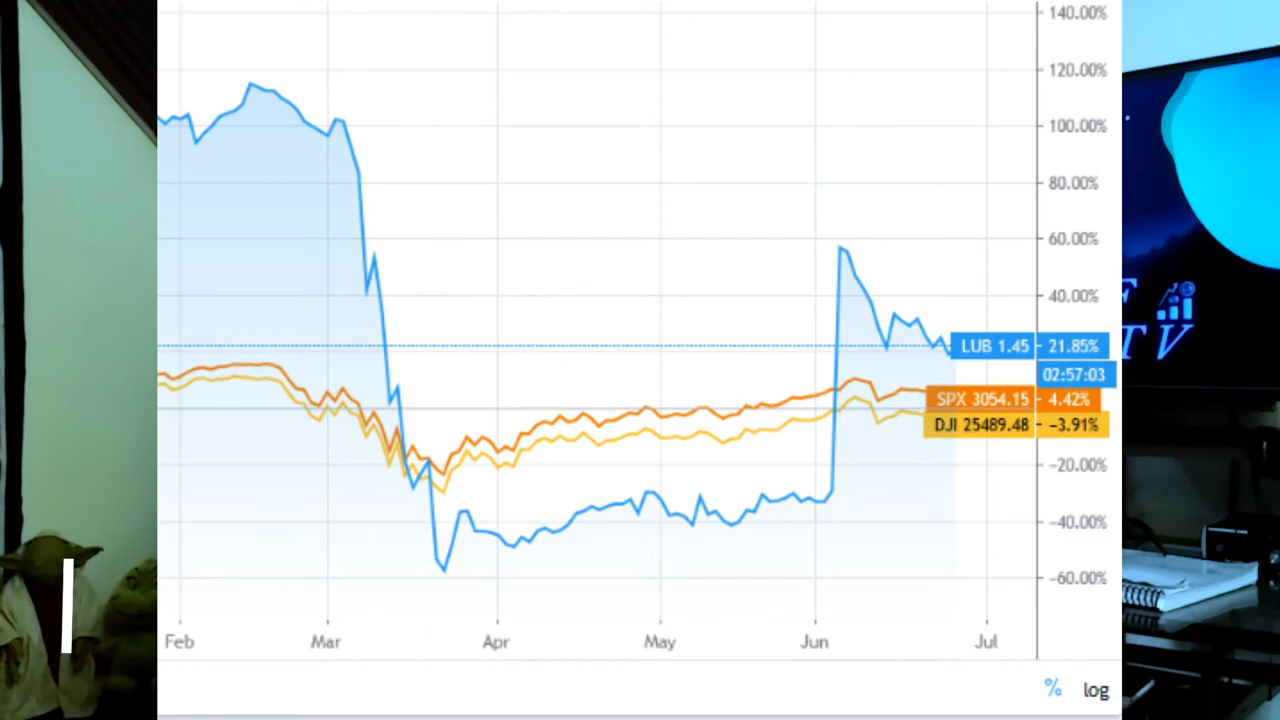 140.00%
120.00%
100.00%
80.00%
60.00%
40.00%
LUB 1.45 21.85%
02:57:03
SPX 3054.15 4.42%
DJI 25489.48 −3.91%
−20.00%
−40.00%
−60.00%
Feb Mar Apr May Jun Jul
% log
F
TV